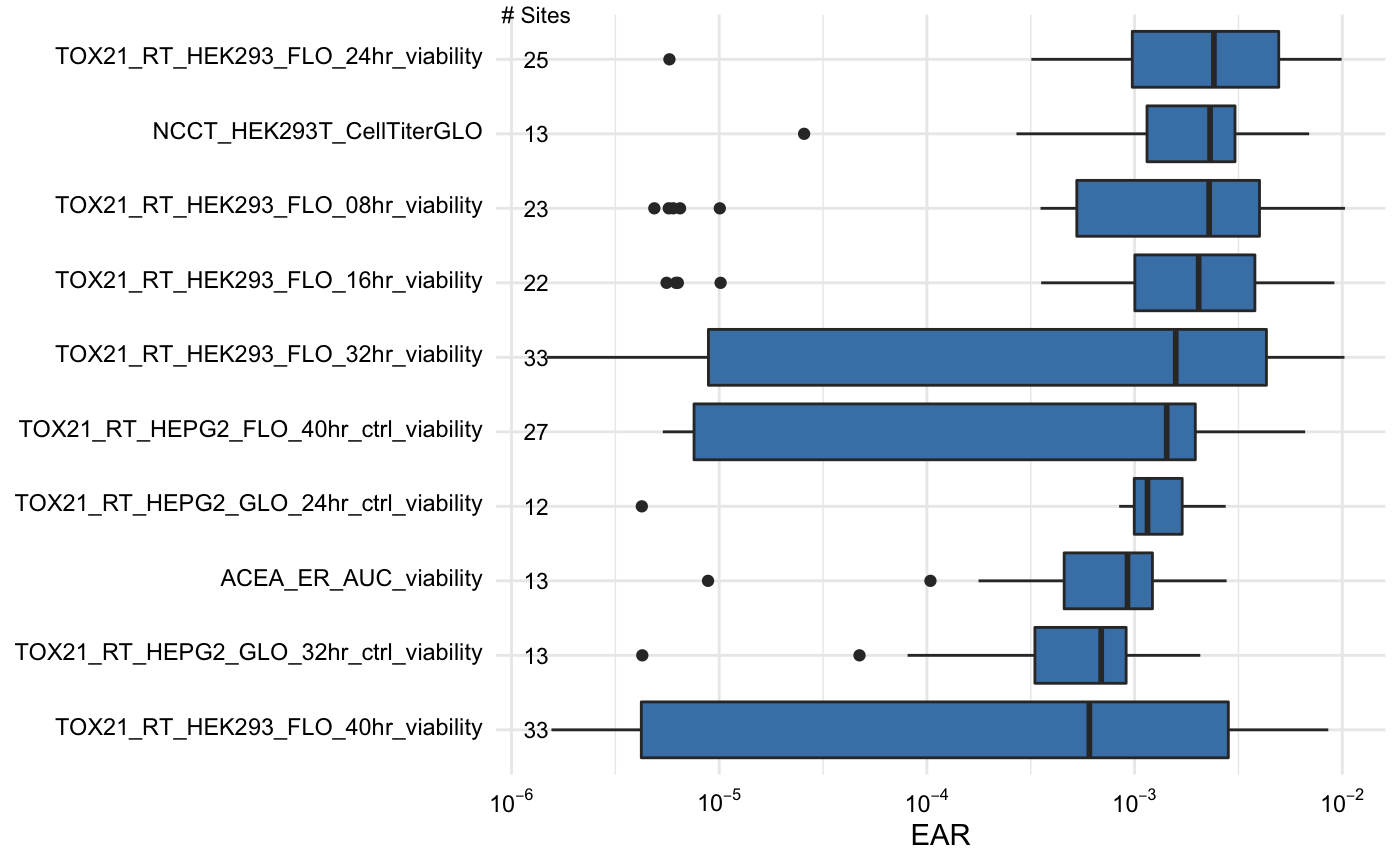 # Sites
TOX21_RT_HEK293_FLO_24hr_viability 25
NCCT_HEK293T_CellTiterGLO 13
TOX21_RT_HEK293_FLO_08hr_viability 23
TOX21_RT_HEK293_FLO_16hr_viability 22
TOX21_RT_HEK293_FLO_32hr_viability 33
TOX21_RT_HEPG2_FLO_40hr_ctrl_viability 27
TOX21_RT_HEPG2_GLO_24hr_ctrl_viability 12
ACEA_ER_AUC_viability 13
TOX21_RT_HEPG2_GLO_32hr_ctrl_viability 13
TOX21_RT_HEK293_FLO_40hr_viability 33
10⁻⁶ 10⁻⁵ 10⁻⁴ 10⁻³ 10⁻²
EAR